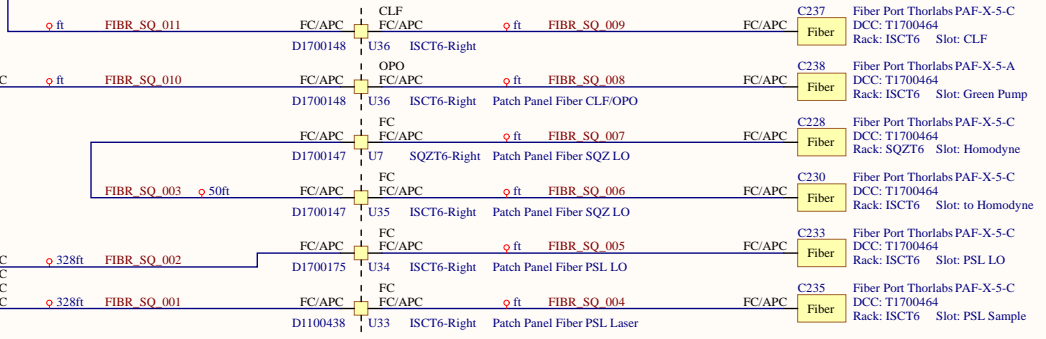 CLF
C237 Fiber Port Thorlabs PAF-X-5-C
ft FIBR_SQ_011 FC/APC FC/APC ft FIBR_SQ_009 FC/APC Fiber DCC: T1700464
D1700148 U36 ISCT6-Right Rack: ISCT6 Slot: CLF
OPO
C238 Fiber Port Thorlabs PAF-X-5-A
C ft FIBR_SQ_010 FC/APC FC/APC ft FIBR_SQ_008 FC/APC Fiber DCC: T1700464
D1700148 U36 ISCT6-Right Patch Panel Fiber CLF/OPO Rack: ISCT6 Slot: Green Pump
FC
C228 Fiber Port Thorlabs PAF-X-5-C
FC/APC FC/APC ft FIBR_SQ_007 FC/APC Fiber DCC: T1700464
D1700147 U7 SQZT6-Right Patch Panel Fiber SQZ LO Rack: SQZT6 Slot: Homodyne
FC
C230 Fiber Port Thorlabs PAF-X-5-C
FIBR_SQ_003 50ft FC/APC FC/APC ft FIBR_SQ_006 FC/APC Fiber DCC: T1700464
D1700147 U35 ISCT6-Right Patch Panel Fiber SQZ LO Rack: ISCT6 Slot: to Homodyne
FC
C233 Fiber Port Thorlabs PAF-X-5-C
FC/APC FC/APC ft FIBR_SQ_005 FC/APC Fiber DCC: T1700464
C 328ft FIBR_SQ_002 D1700175 U34 ISCT6-Right Patch Panel Fiber PSL LO Rack: ISCT6 Slot: PSL LO
C
C FC
C235 Fiber Port Thorlabs PAF-X-5-C
C 328ft FIBR_SQ_001 FC/APC FC/APC ft FIBR_SQ_004 FC/APC Fiber DCC: T1700464
D1100438 U33 ISCT6-Right Patch Panel Fiber PSL Laser Rack: ISCT6 Slot: PSL Sample